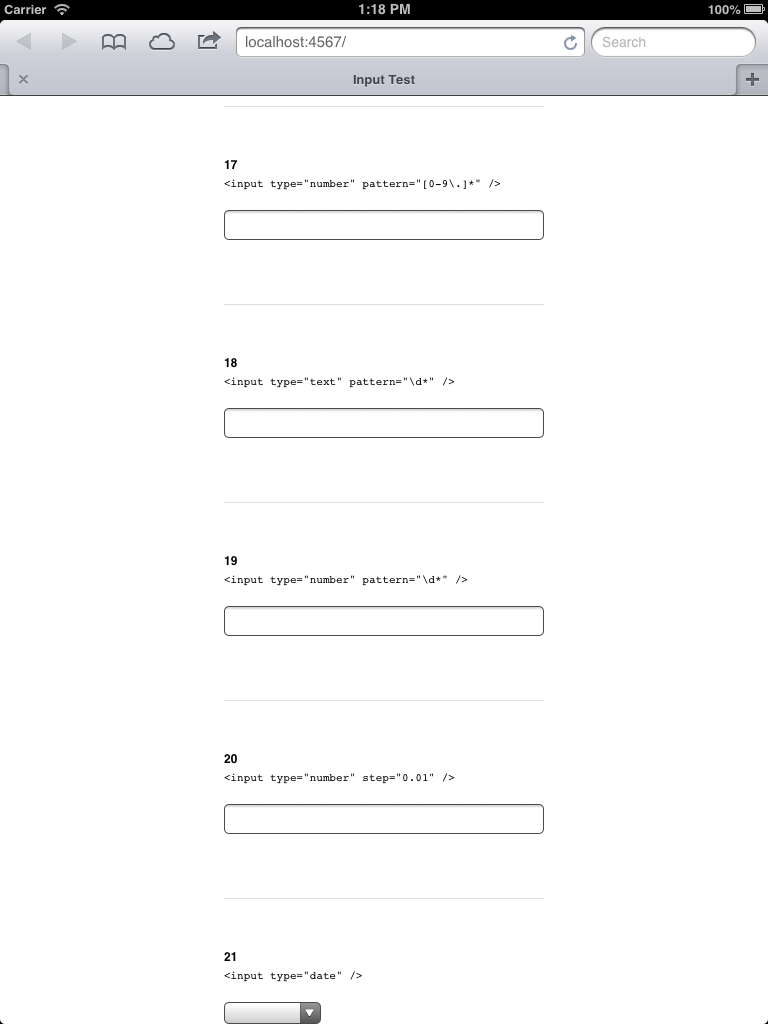 Carrier 1:18 PM 100%
localhost:4567/ Search
Input Test
17
<input type="number" pattern="[0-9\.]*" />
18
<input type="text" pattern="\d*" />
19
<input type="number" pattern="\d*" />
20
<input type="number" step="0.01" />
21
<input type="date" />